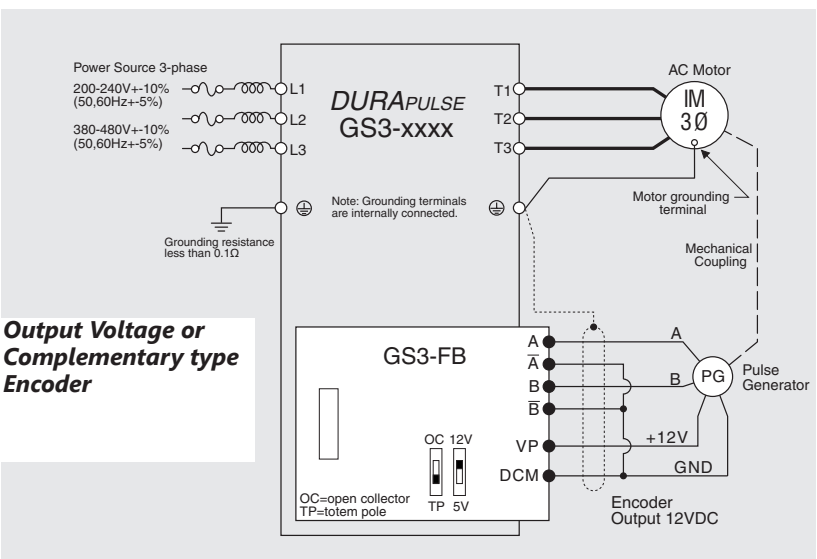 Power Source 3-phase
200-240V+-10%
(50,60Hz+-5%)
380-480V+-10%
(50,60Hz+-5%)
L1
L2
L3
DURAPULSE
GS3-xxxx
T1
T2
T3
AC Motor
IM
3Ø
Note: Grounding terminals
are internally connected.
Grounding resistance
less than 0.1Ω
Motor grounding
terminal
Mechanical
Coupling
Output Voltage or
Complementary type
Encoder
GS3-FB
A
A̅
B
B̅
VP
DCM
OC 12V
TP 5V
OC=open collector
TP=totem pole
A
B
+12V
GND
PG
Pulse
Generator
Encoder
Output 12VDC